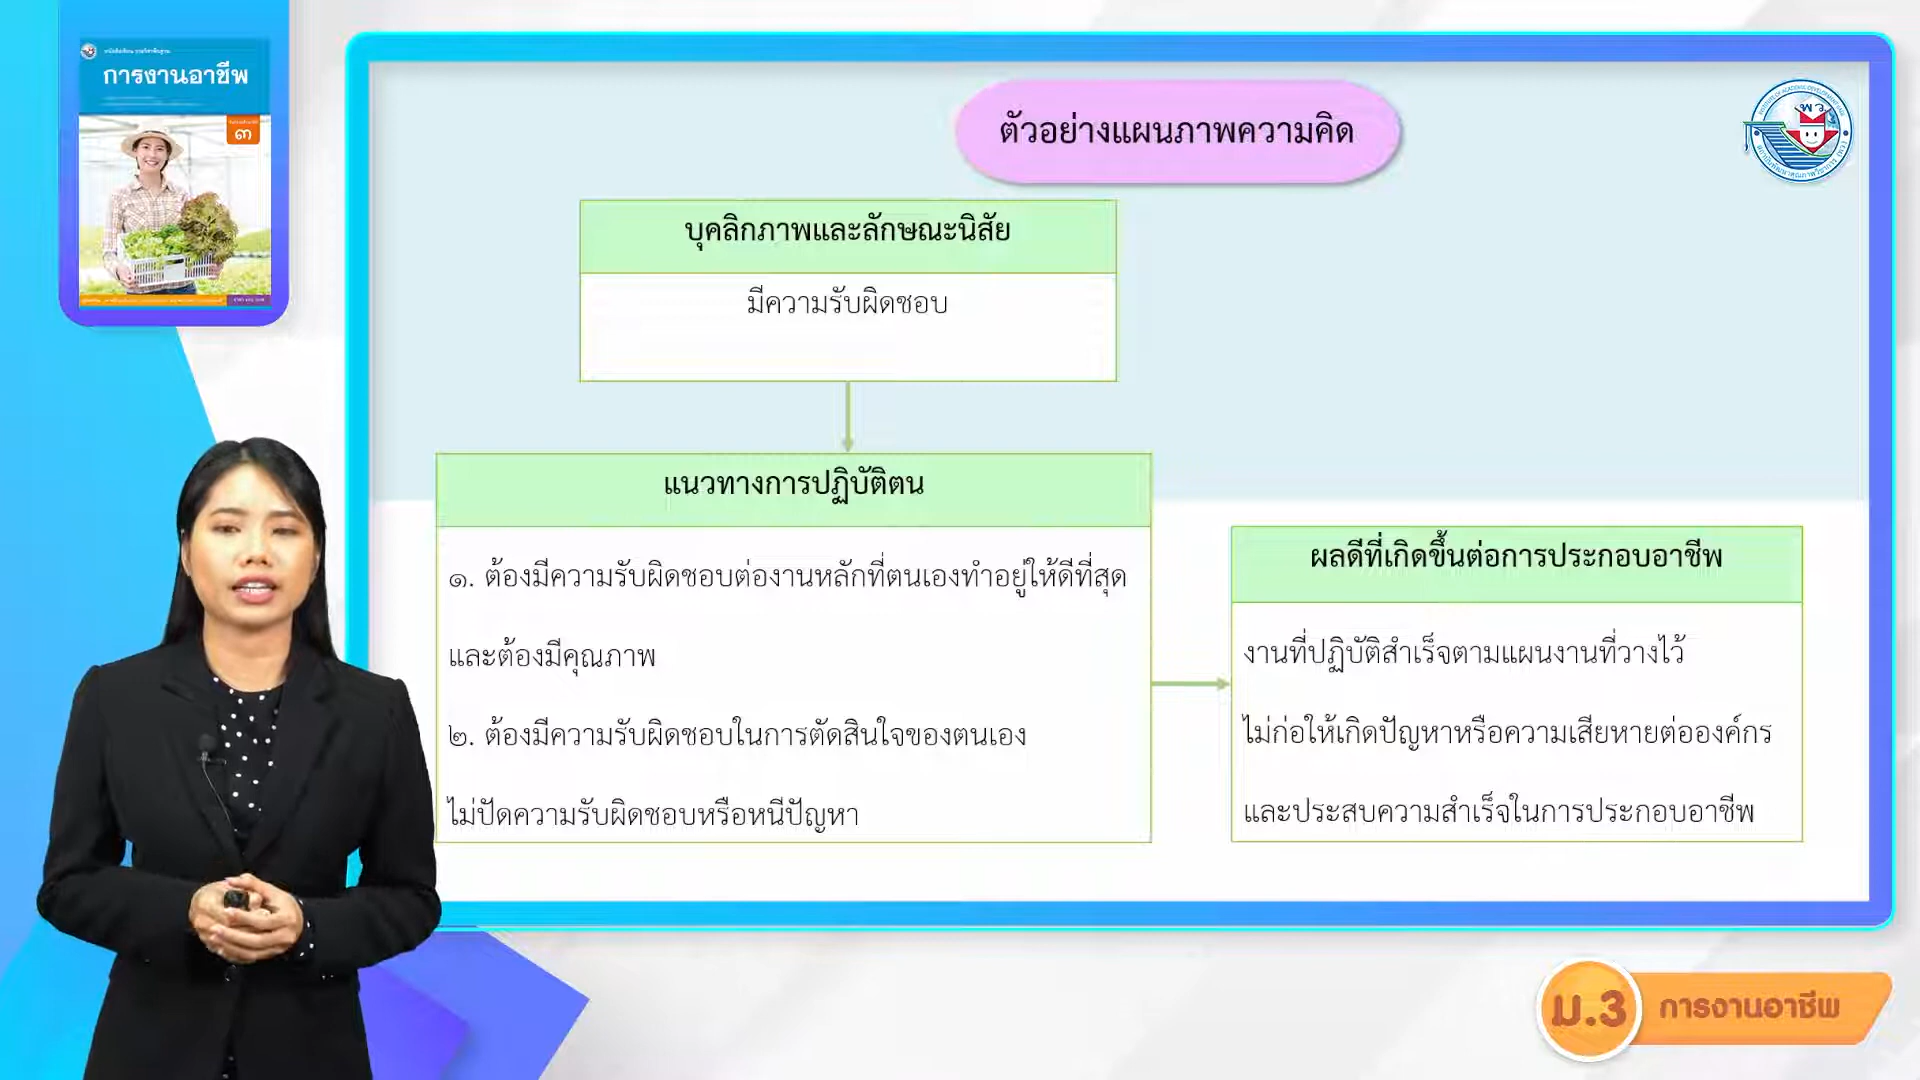 การงานอาชีพ
๓
ตัวอย่างแผนภาพความคิด
พว
บุคลิกภาพและลักษณะนิสัย
มีความรับผิดชอบ
แนวทางการปฏิบัติตน
๑. ต้องมีความรับผิดชอบต่องานหลักที่ตนเองทำอยู่ให้ดีที่สุด
และต้องมีคุณภาพ
๒. ต้องมีความรับผิดชอบในการตัดสินใจของตนเอง
ไม่ปัดความรับผิดชอบหรือหนีปัญหา
ผลดีที่เกิดขึ้นต่อการประกอบอาชีพ
งานที่ปฏิบัติสำเร็จตามแผนงานที่วางไว้
ไม่ก่อให้เกิดปัญหาหรือความเสียหายต่อองค์กร
และประสบความสำเร็จในการประกอบอาชีพ
ม.3 การงานอาชีพ